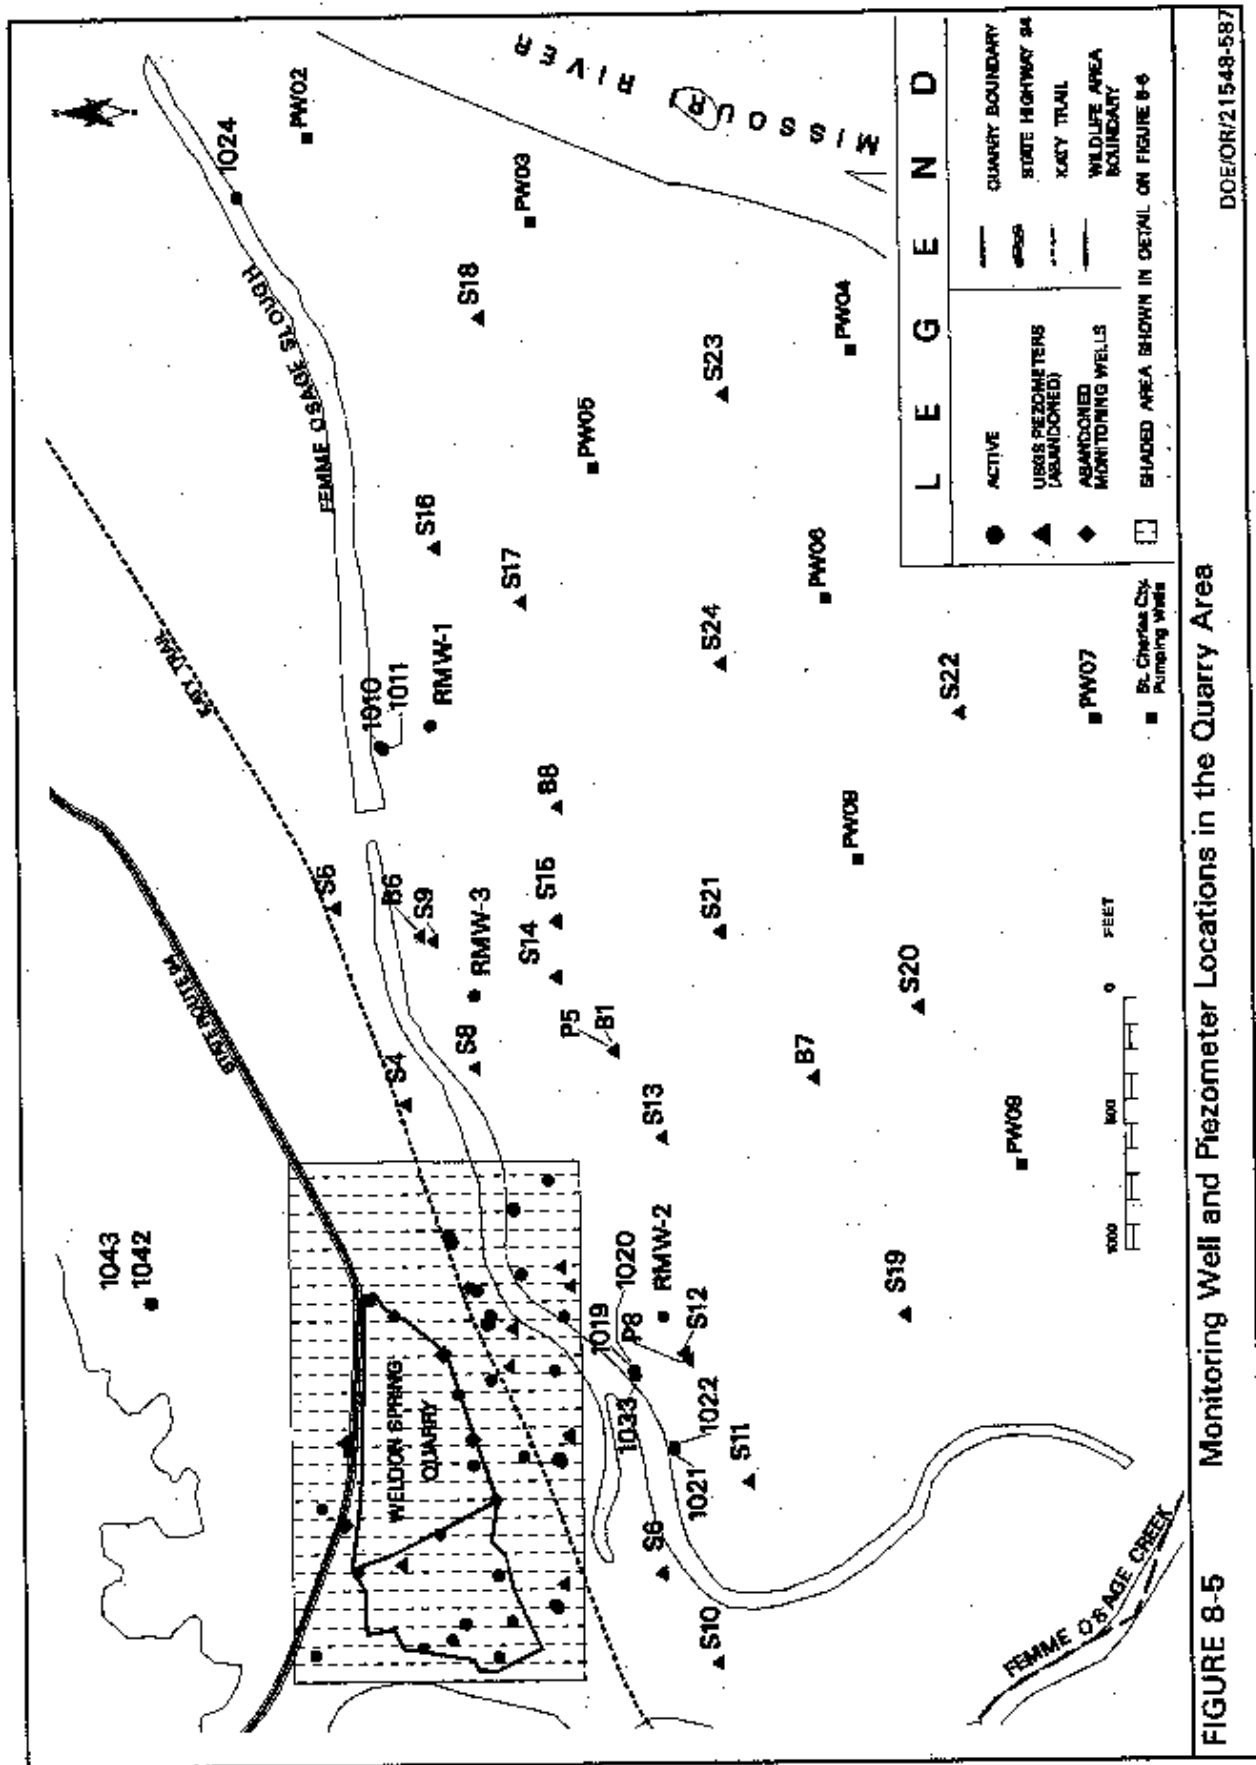 MISSOURI RIVER
PW02
1024
PW03
FEMME OSAGE SLOUGH
S18
PW04
S23
PW05
S16
S17
PW06
KATY TRAIL
S24
1010
1011
RMW-1
S22
PW07
B8
PW08
STATE ROUTE 94
S5
B6
S9
RMW-3
S14
S15
S21
S20
S4
S8
P5
B1
B7
S13
PW09
1043
1042
1020
1019
RMW-2
P8
S12
S19
WELDON SPRING
QUARRY
1033
1022
1021
S11
S6
S10
FEMME OSAGE CREEK
1000
500
0
FEET
LEGEND
ACTIVE
USGS PIEZOMETERS
(ABANDONED)
ABANDONED
MONITORING WELLS
QUARRY BOUNDARY
STATE HIGHWAY 94
KATY TRAIL
WILDLIFE AREA
BOUNDARY
SHADED AREA SHOWN IN DETAIL ON FIGURE 8-6
St. Charles Cty.
Pumping Wells
FIGURE 8-5 Monitoring Well and Piezometer Locations in the Quarry Area
DOE/OR/21548-587